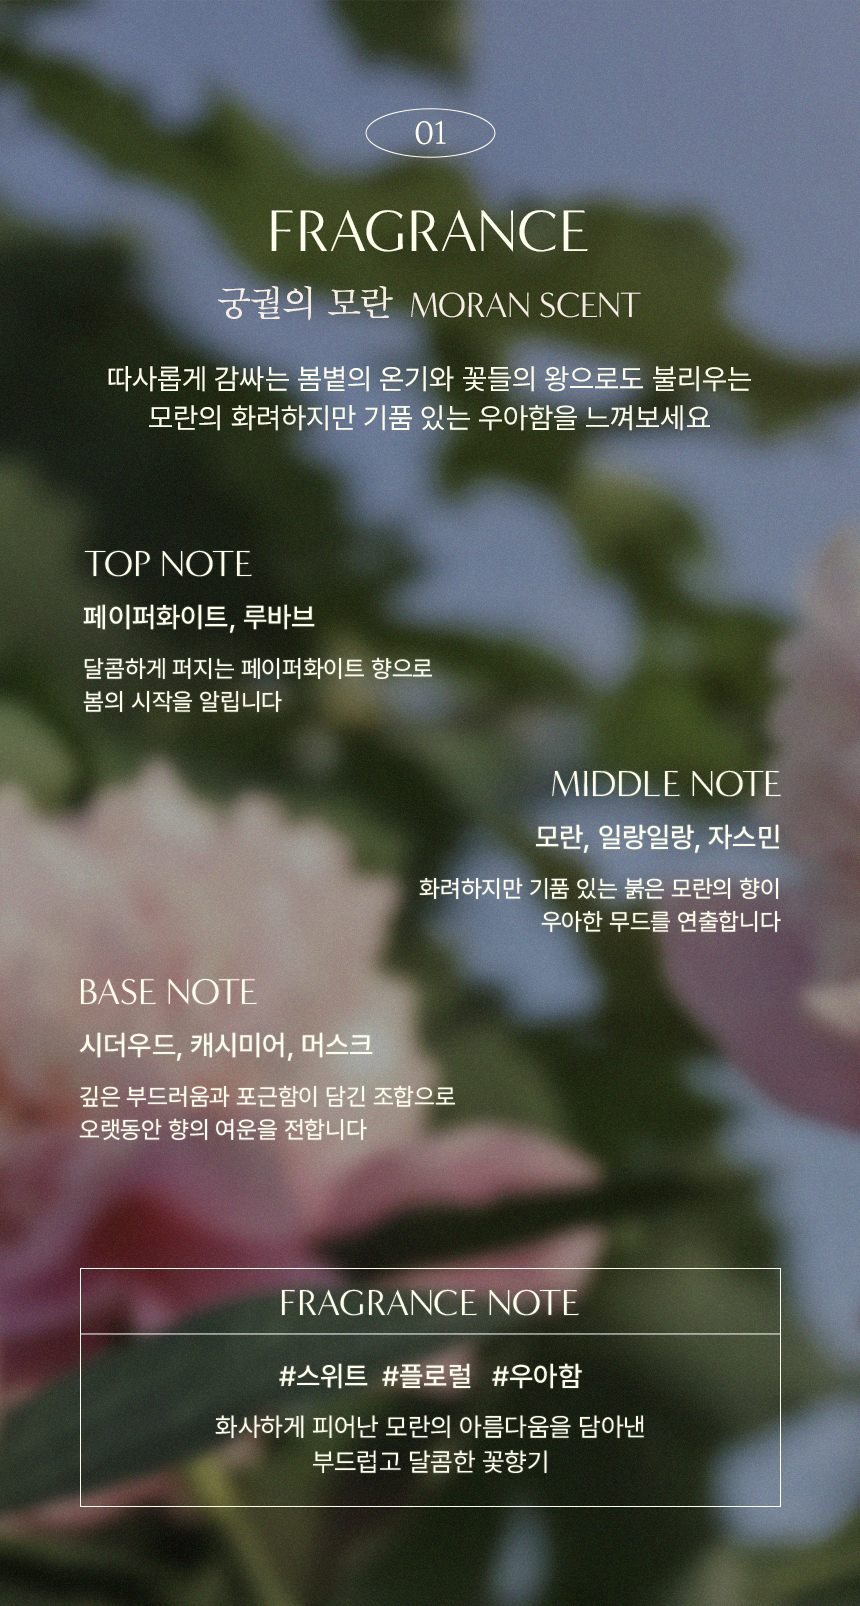 01
FRAGRANCE
궁궐의 모란 MORAN SCENT
따사롭게 감싸는 봄볕의 온기와 꽃들의 왕으로도 불리우는
모란의 화려하지만 기품 있는 우아함을 느껴보세요
TOP NOTE
페이퍼화이트, 루바브
달콤하게 퍼지는 페이퍼화이트 향으로
봄의 시작을 알립니다
MIDDLE NOTE
모란, 일랑일랑, 자스민
화려하지만 기품 있는 붉은 모란의 향이
우아한 무드를 연출합니다
BASE NOTE
시더우드, 캐시미어, 머스크
깊은 부드러움과 포근함이 담긴 조합으로
오랫동안 향의 여운을 전합니다
FRAGRANCE NOTE
#스위트 #플로럴 #우아함
화사하게 피어난 모란의 아름다움을 담아낸
부드럽고 달콤한 꽃향기